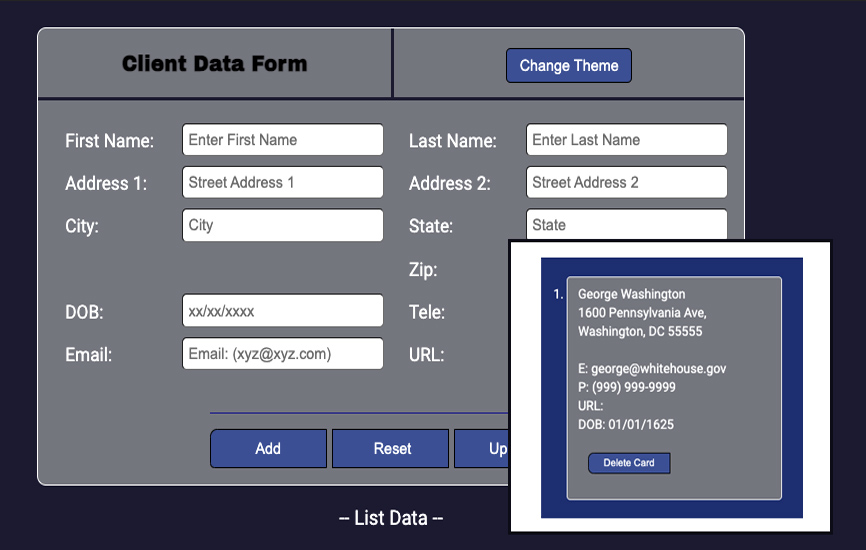 Client Data Form
Change Theme
First Name: Enter First Name Last Name: Enter Last Name
Address 1: Street Address 1 Address 2: Street Address 2
City: City State: State
Zip:
DOB: xx/xx/xxxx Tele:
Email: Email: (xyz@xyz.com) URL:
Add Reset Up
-- List Data --
1. George Washington
1600 Pennsylvania Ave,
Washington, DC 55555
E: george@whitehouse.gov
P: (999) 999-9999
URL:
DOB: 01/01/1625
Delete Card